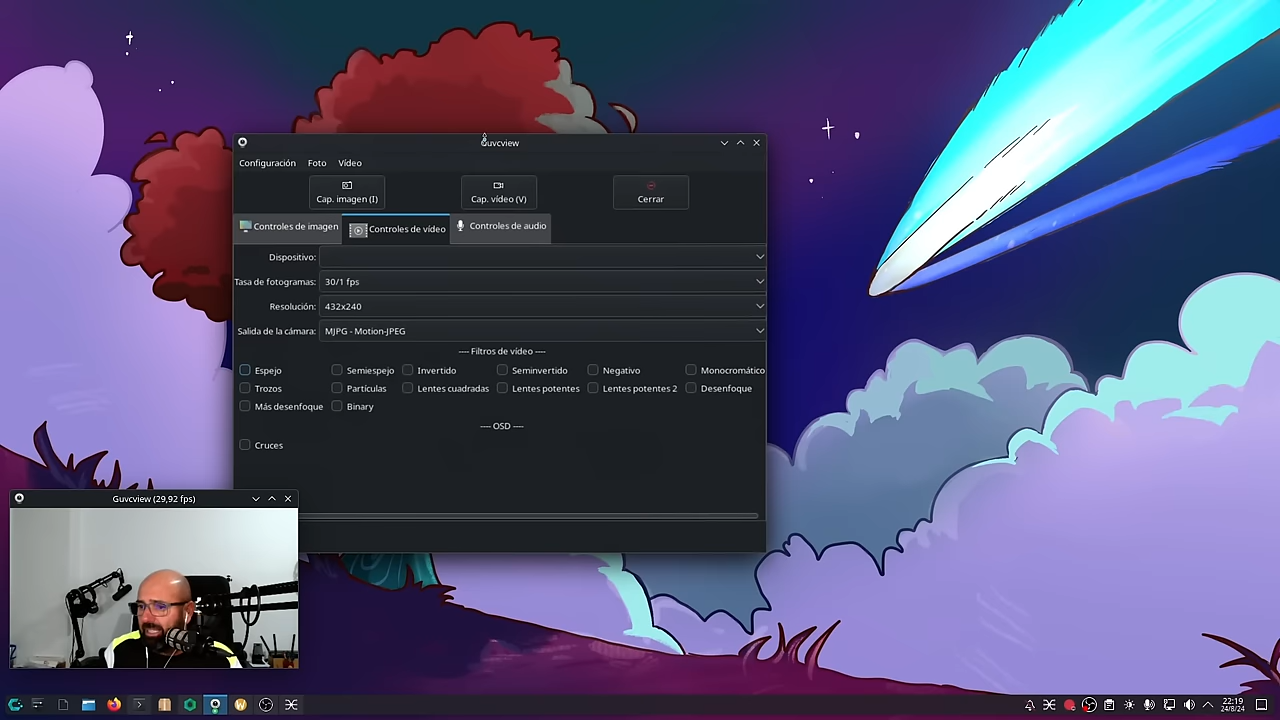 Guvcview
Configuración Foto Vídeo
Cap. imagen (I) Cap. vídeo (V) Cerrar
Controles de imagen Controles de vídeo Controles de audio
Dispositivo:
Tasa de fotogramas: 30/1 fps
Resolución: 432x240
Salida de la cámara: MJPG - Motion-JPEG
---- Filtros de vídeo ----
Espejo Semiespejo Invertido Seminvertido Negativo Monocromático
Trozos Partículas Lentes cuadradas Lentes potentes Lentes potentes 2 Desenfoque
Más desenfoque Binary
---- OSD ----
Cruces
Guvcview (29,92 fps)
22:19
24/8/24